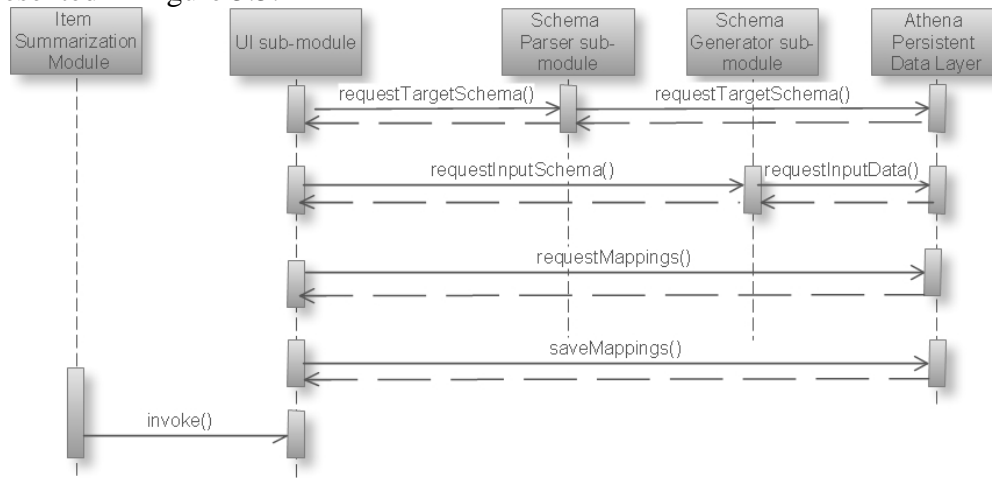 Item
Summarization
Module
UI sub-module
Schema
Parser sub-
module
Schema
Generator sub-
module
Athena
Persistent
Data Layer
requestTargetSchema()
requestTargetSchema()
requestInputSchema()
requestInputData()
requestMappings()
saveMappings()
invoke()